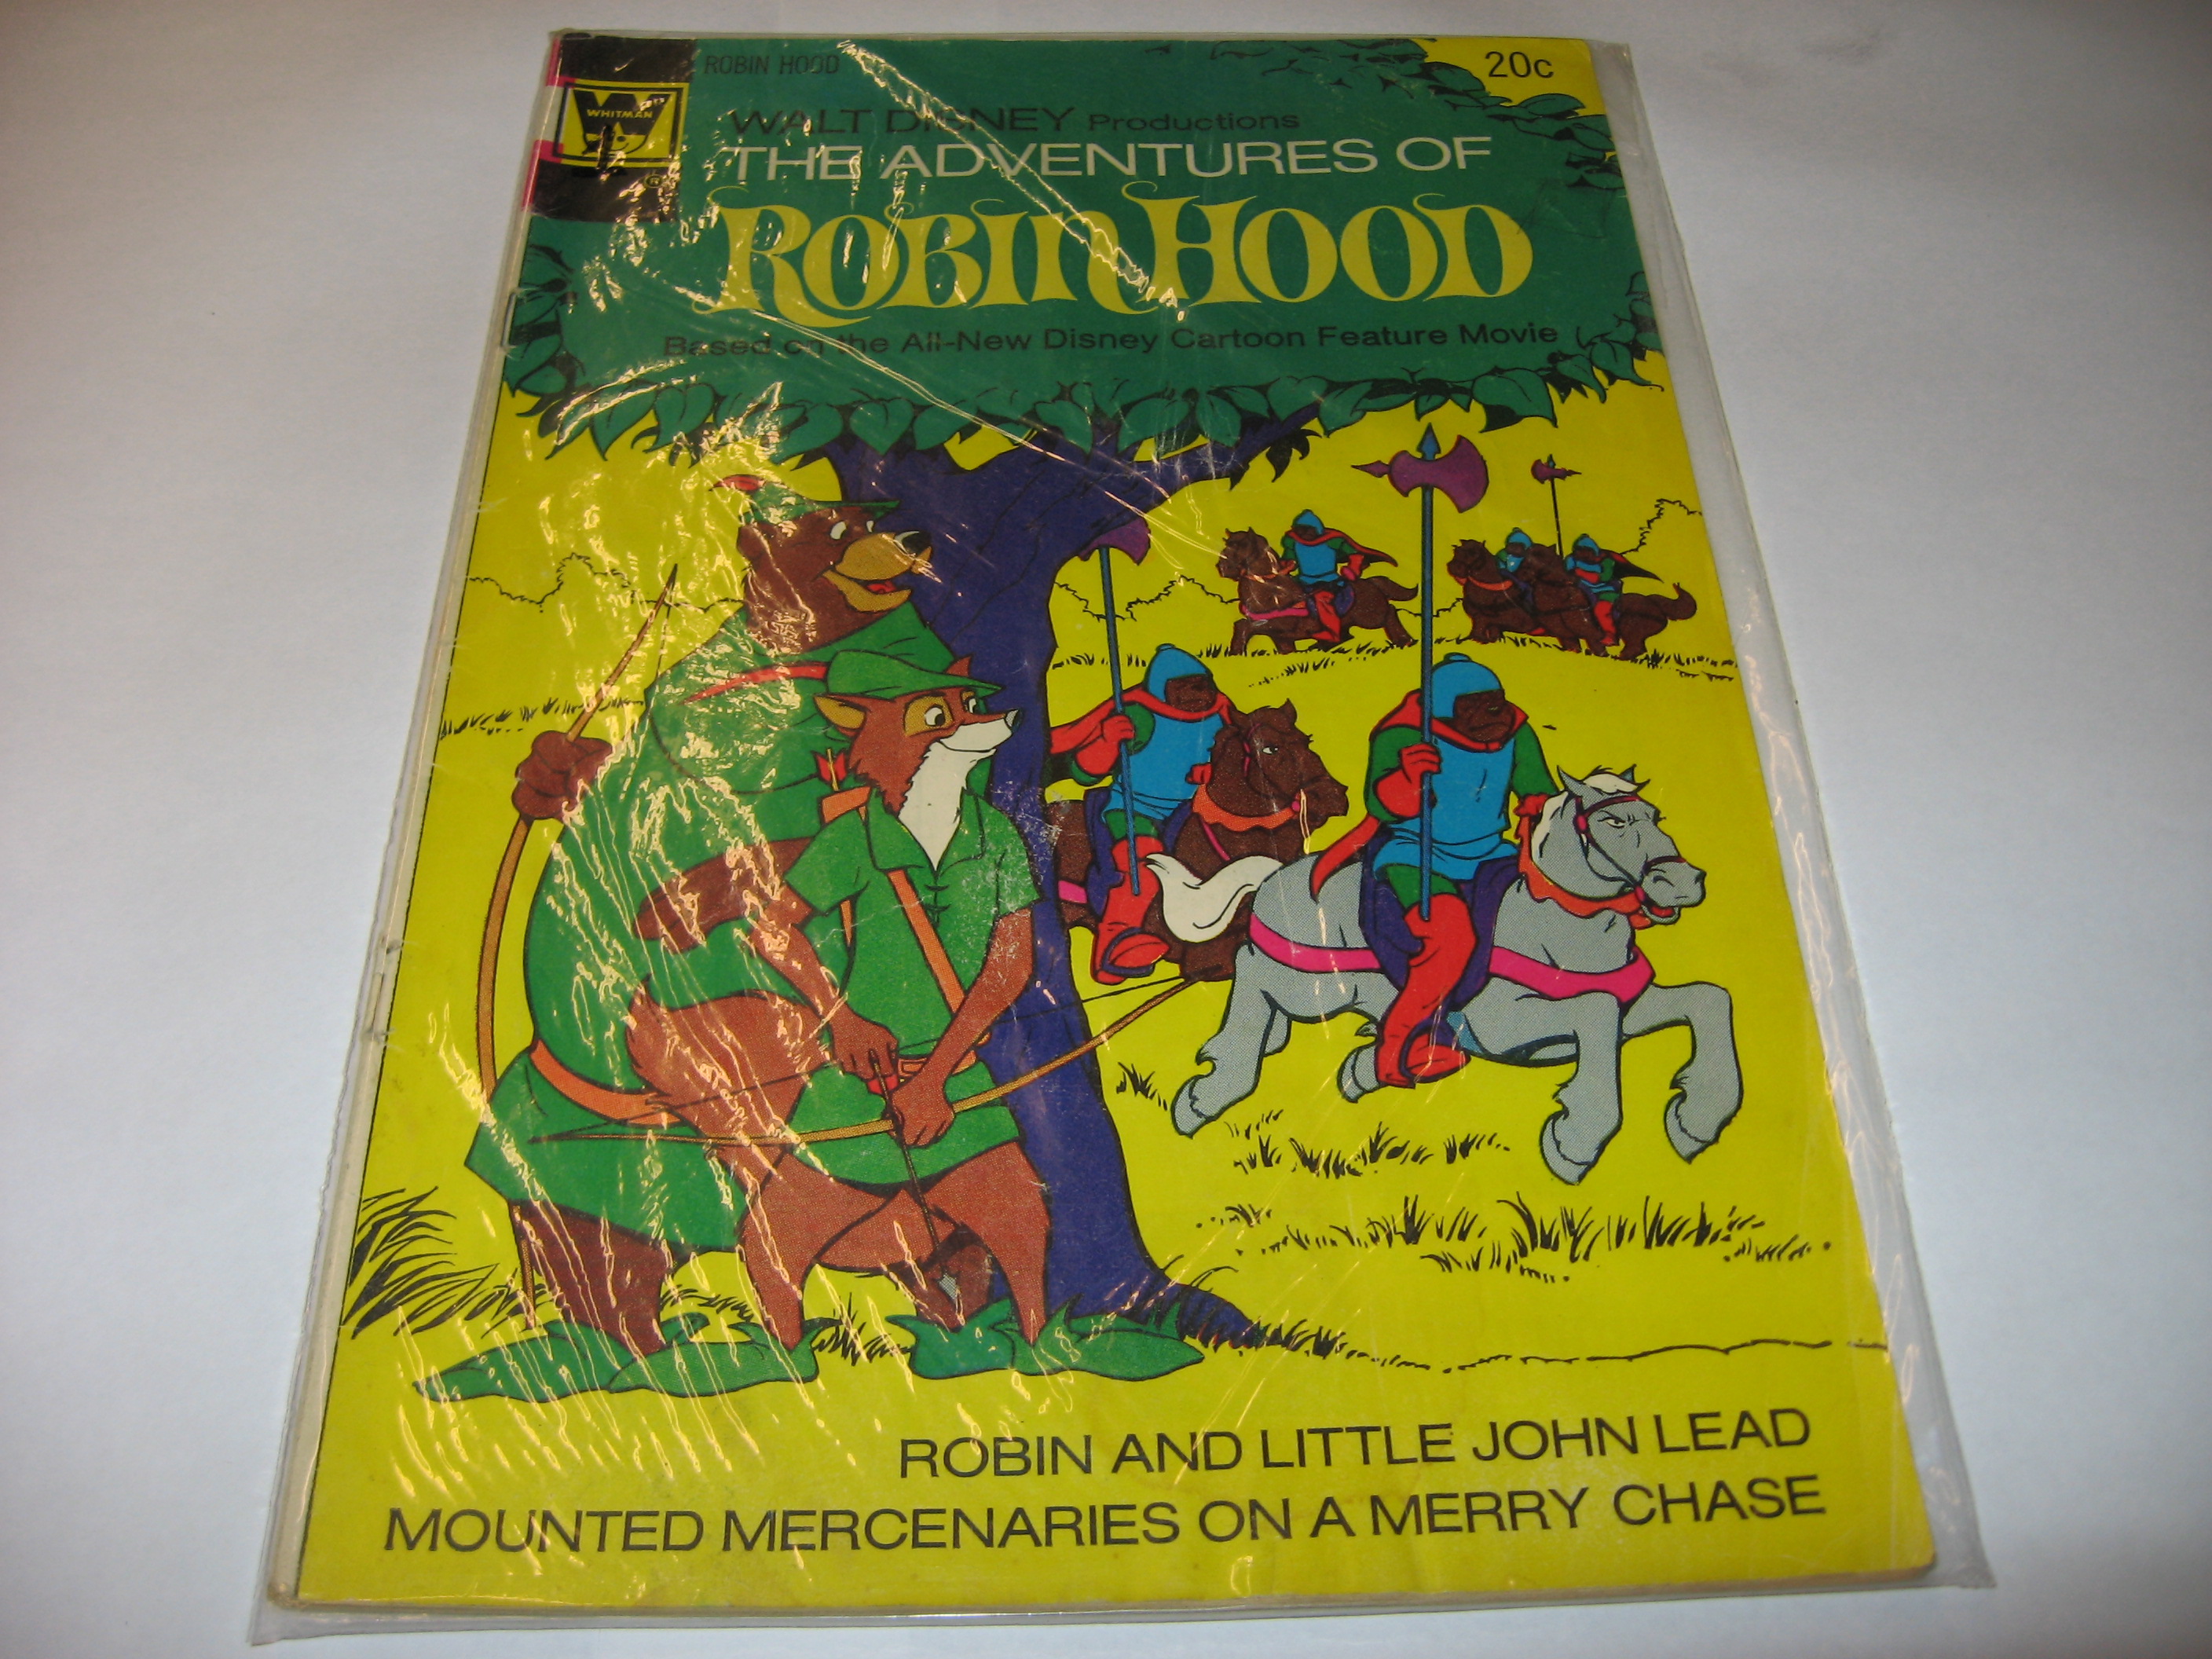 ROBIN HOOD
20c
WHITMAN
WALT DISNEY Productions
THE ADVENTURES OF
ROBIN HOOD
Based on the All-New Disney Cartoon Feature Movie
ROBIN AND LITTLE JOHN LEAD
MOUNTED MERCENARIES ON A MERRY CHASE